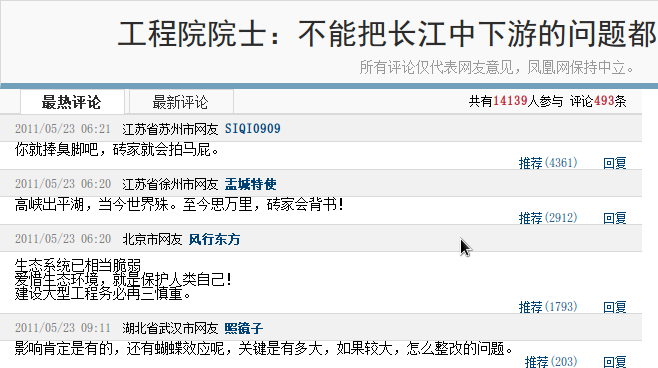 工程院院士：不能把长江中下游的问题都
所有评论仅代表网友意见，凤凰网保持中立。
最热评论 最新评论 共有14139人参与 评论493条
2011/05/23 06:21 江苏省苏州市网友 SIQI0909
你就捧臭脚吧，砖家就会拍马屁。
推荐(4361) 回复
2011/05/23 06:20 江苏省徐州市网友 盂城特使
高峡出平湖，当今世界殊。至今思万里，砖家会背书！
推荐(2912) 回复
2011/05/23 06:20 北京市网友 风行东方
生态系统已相当脆弱
爱惜生态环境，就是保护人类自己！
建设大型工程务必再三慎重。
推荐(1793) 回复
2011/05/23 09:11 湖北省武汉市网友 照镜子
影响肯定是有的，还有蝴蝶效应呢，关键是有多大，如果较大，怎么整改的问题。
推荐(203) 回复